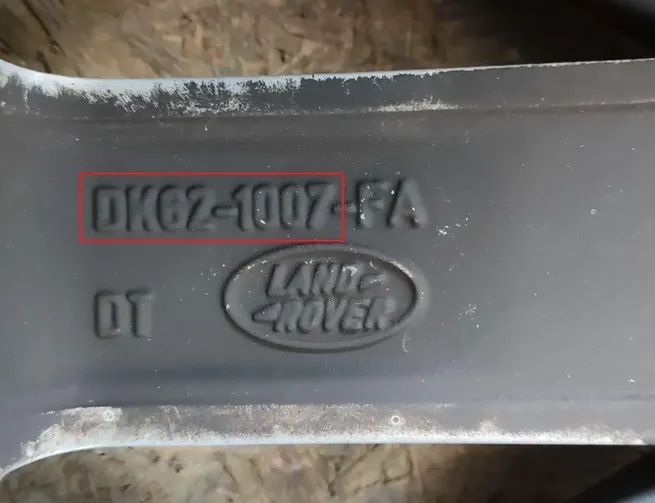 DK62-1007-FA
DT
LAND-
-ROVER